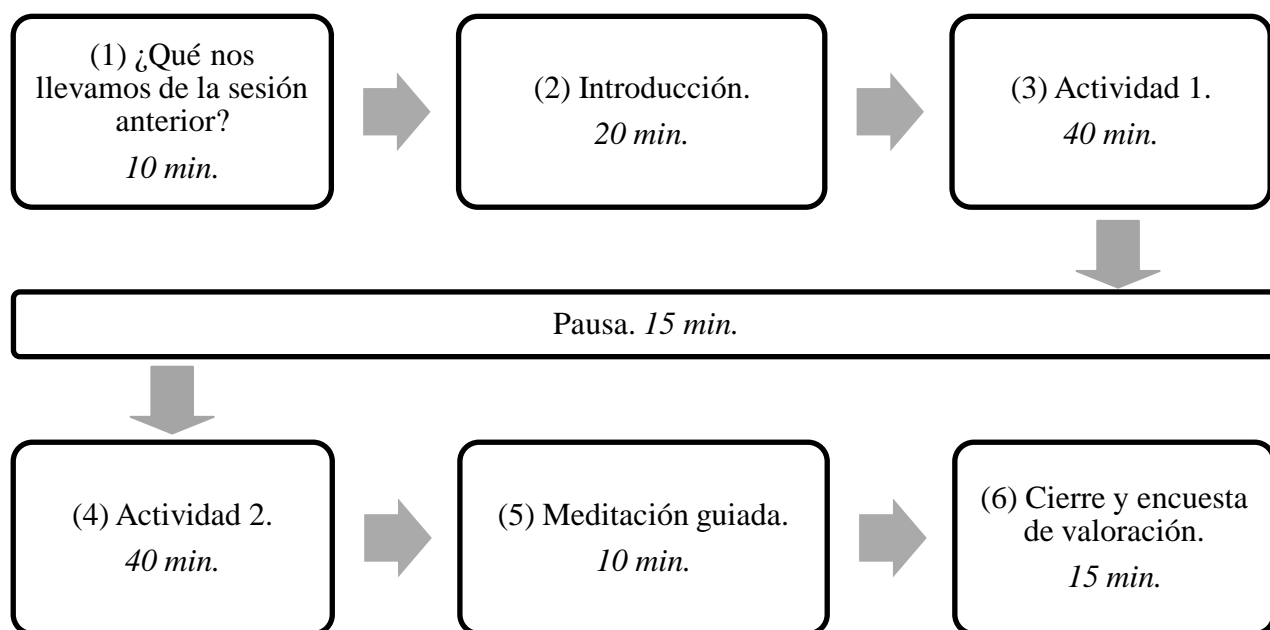 (1) ¿Qué nos
llevamos de la sesión
anterior?
10 min.
(2) Introducción.
20 min.
(3) Actividad 1.
40 min.
Pausa. 15 min.
(4) Actividad 2.
40 min.
(5) Meditación guiada.
10 min.
(6) Cierre y encuesta
de valoración.
15 min.